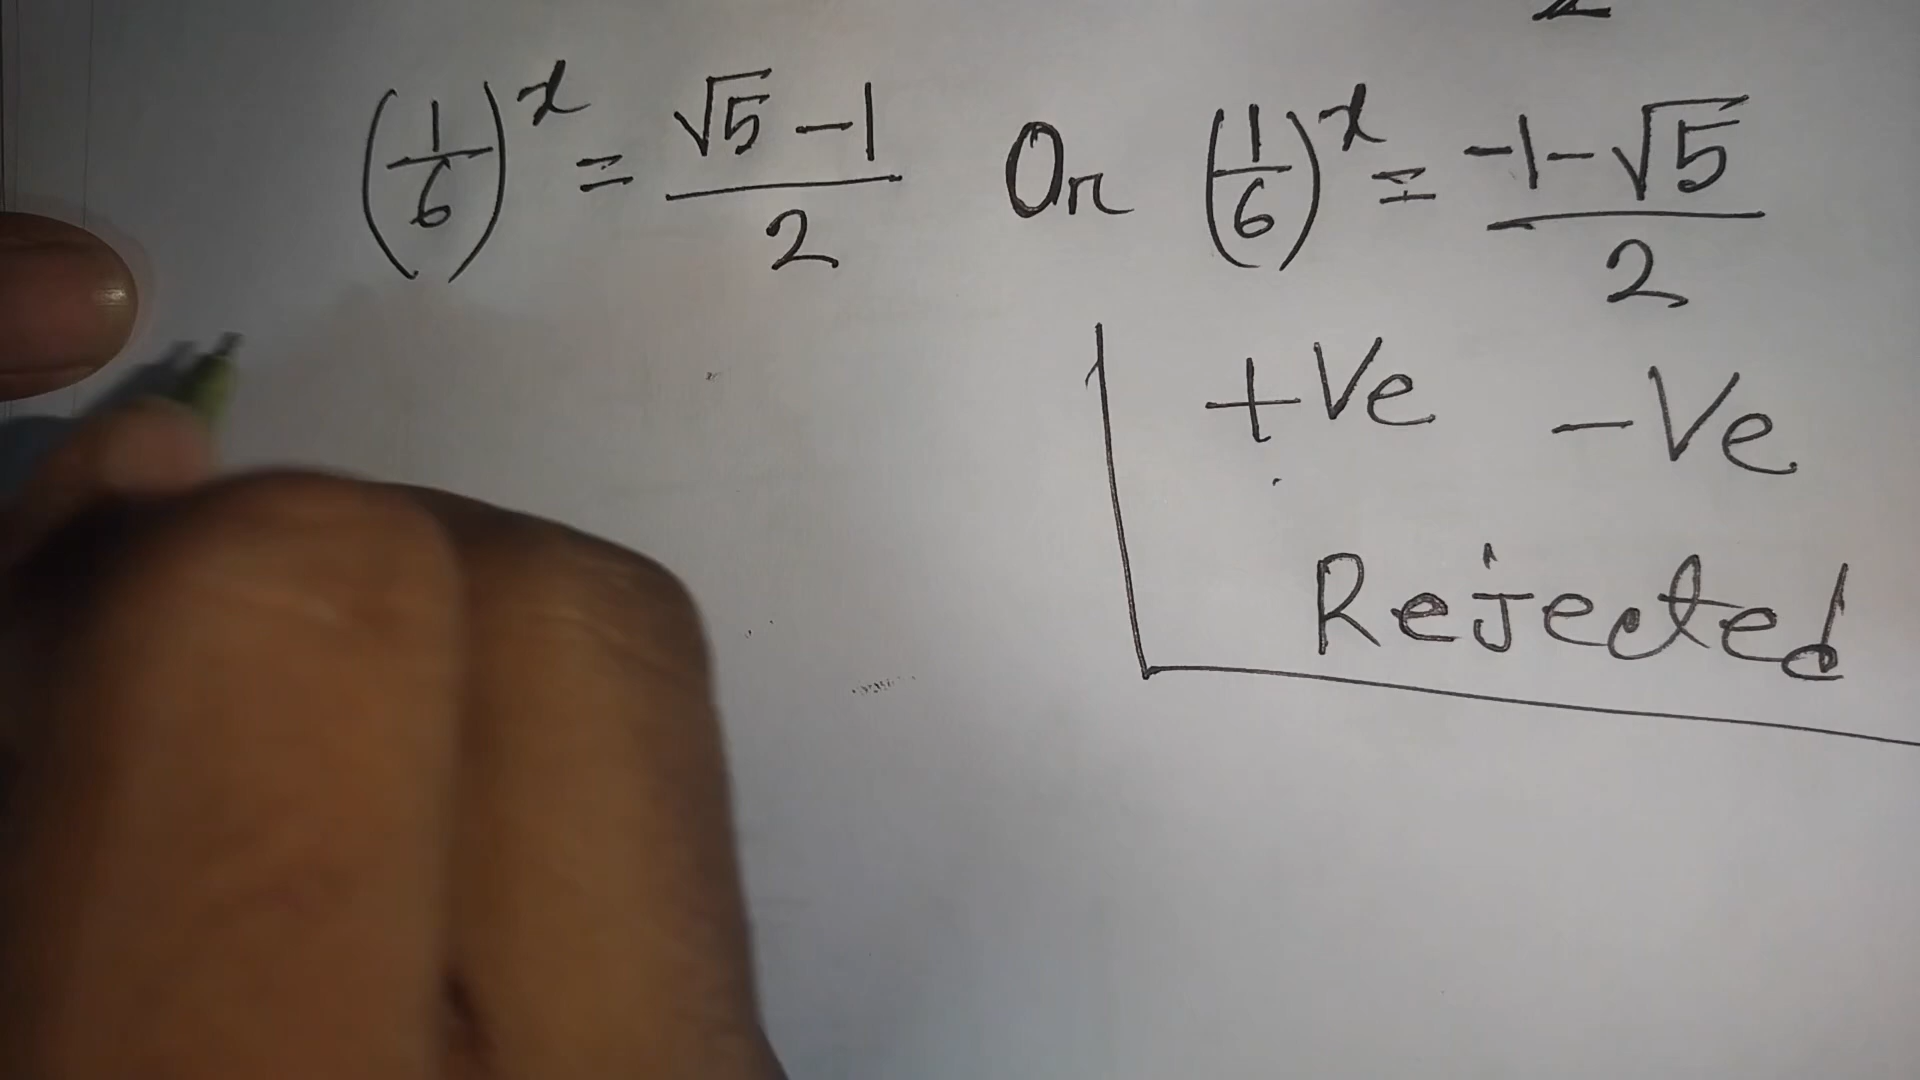 (1/6)^x = (√5 - 1)/2 Or (1/6)^x = (-1-√5)/2
+Ve -Ve
Rejected